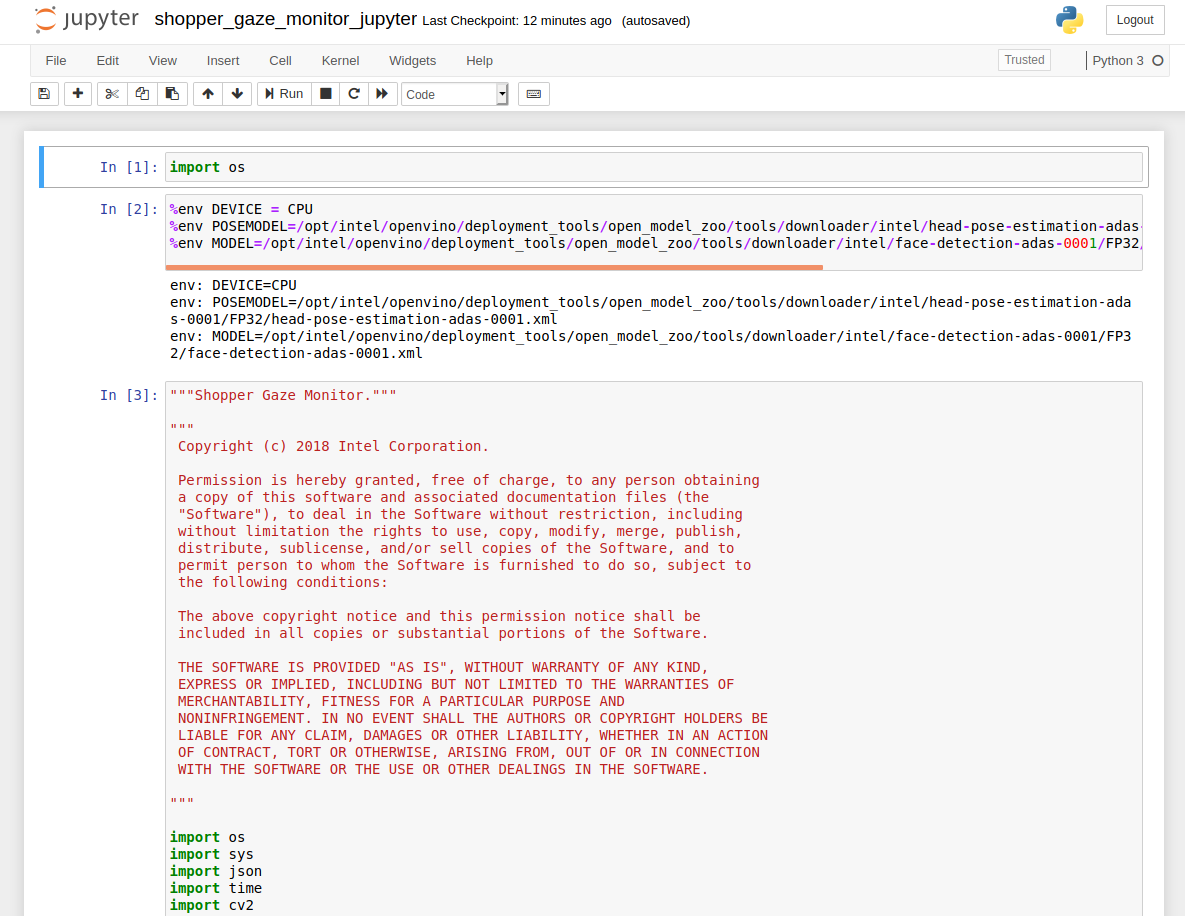 jupyter shopper_gaze_monitor_jupyter Last Checkpoint: 12 minutes ago (autosaved) Logout
File Edit View Insert Cell Kernel Widgets Help Trusted Python 3
Run Code
In [1]: import os
In [2]: %env DEVICE = CPU
%env POSEMODEL=/opt/intel/openvino/deployment_tools/open_model_zoo/tools/downloader/intel/head-pose-estimation-adas-
%env MODEL=/opt/intel/openvino/deployment_tools/open_model_zoo/tools/downloader/intel/face-detection-adas-0001/FP32/
env: DEVICE=CPU
env: POSEMODEL=/opt/intel/openvino/deployment_tools/open_model_zoo/tools/downloader/intel/head-pose-estimation-ada
s-0001/FP32/head-pose-estimation-adas-0001.xml
env: MODEL=/opt/intel/openvino/deployment_tools/open_model_zoo/tools/downloader/intel/face-detection-adas-0001/FP3
2/face-detection-adas-0001.xml
In [3]: """Shopper Gaze Monitor."""
"""
Copyright (c) 2018 Intel Corporation.
Permission is hereby granted, free of charge, to any person obtaining
a copy of this software and associated documentation files (the
"Software"), to deal in the Software without restriction, including
without limitation the rights to use, copy, modify, merge, publish,
distribute, sublicense, and/or sell copies of the Software, and to
permit person to whom the Software is furnished to do so, subject to
the following conditions:
The above copyright notice and this permission notice shall be
included in all copies or substantial portions of the Software.
THE SOFTWARE IS PROVIDED "AS IS", WITHOUT WARRANTY OF ANY KIND,
EXPRESS OR IMPLIED, INCLUDING BUT NOT LIMITED TO THE WARRANTIES OF
MERCHANTABILITY, FITNESS FOR A PARTICULAR PURPOSE AND
NONINFRINGEMENT. IN NO EVENT SHALL THE AUTHORS OR COPYRIGHT HOLDERS BE
LIABLE FOR ANY CLAIM, DAMAGES OR OTHER LIABILITY, WHETHER IN AN ACTION
OF CONTRACT, TORT OR OTHERWISE, ARISING FROM, OUT OF OR IN CONNECTION
WITH THE SOFTWARE OR THE USE OR OTHER DEALINGS IN THE SOFTWARE.
"""
import os
import sys
import json
import time
import cv2